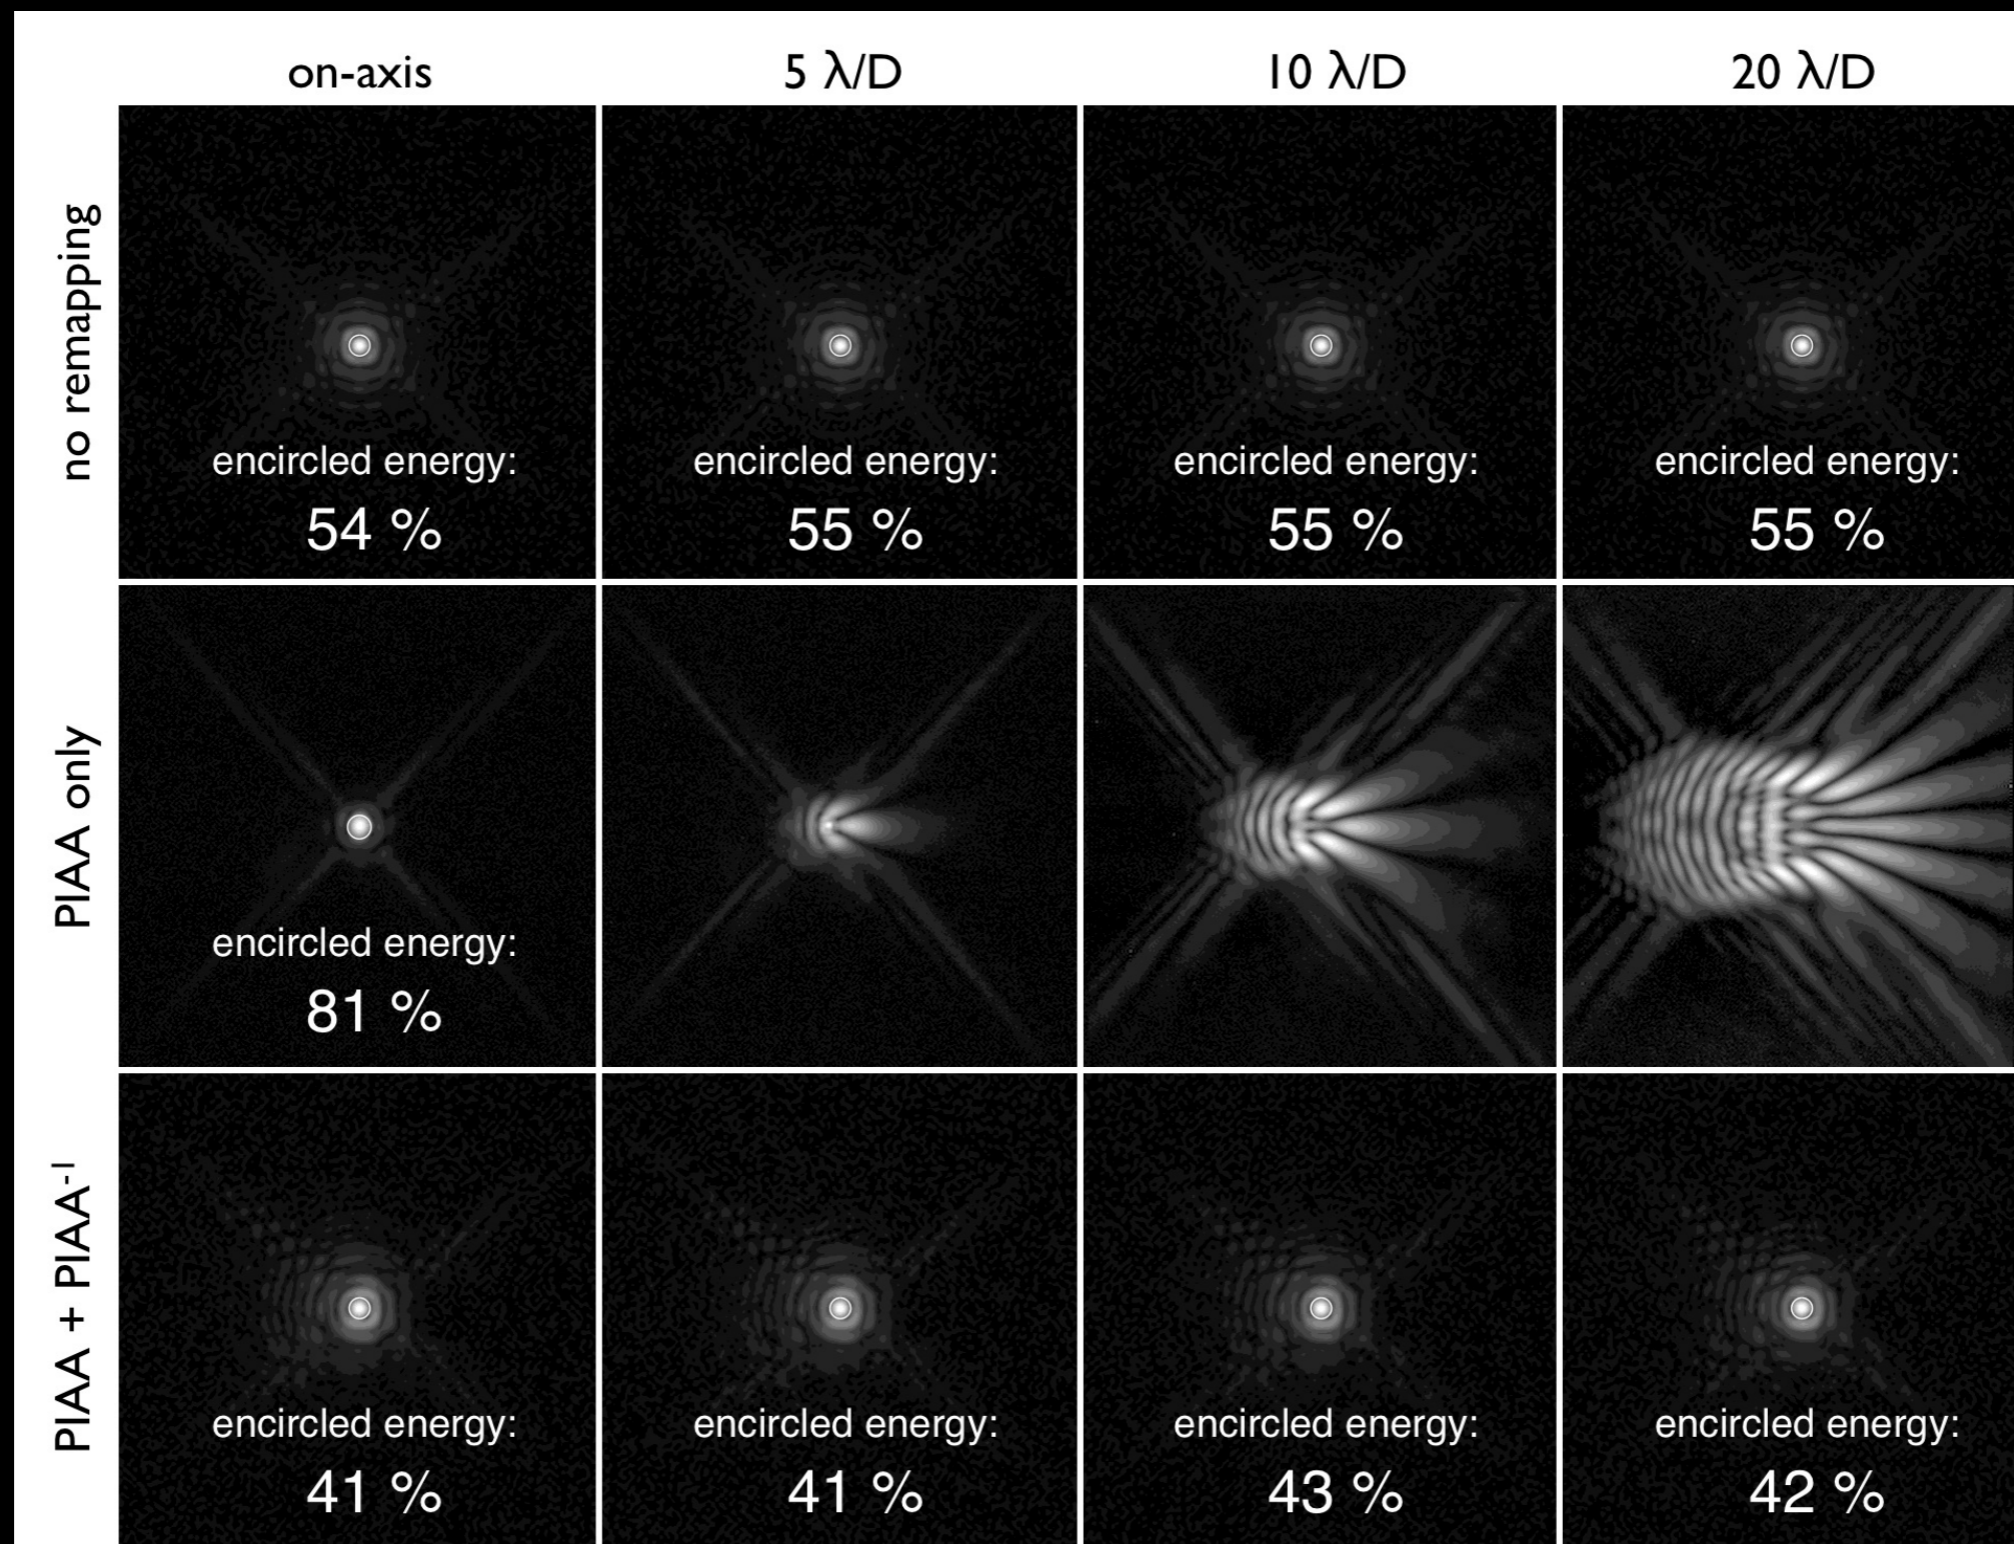 on-axis
5 λ/D
10 λ/D
20 λ/D
no remapping
encircled energy:
54 %
encircled energy:
55 %
encircled energy:
55 %
encircled energy:
55 %
PIAA only
encircled energy:
81 %
PIAA + PIAA⁻¹
encircled energy:
41 %
encircled energy:
41 %
encircled energy:
43 %
encircled energy:
42 %